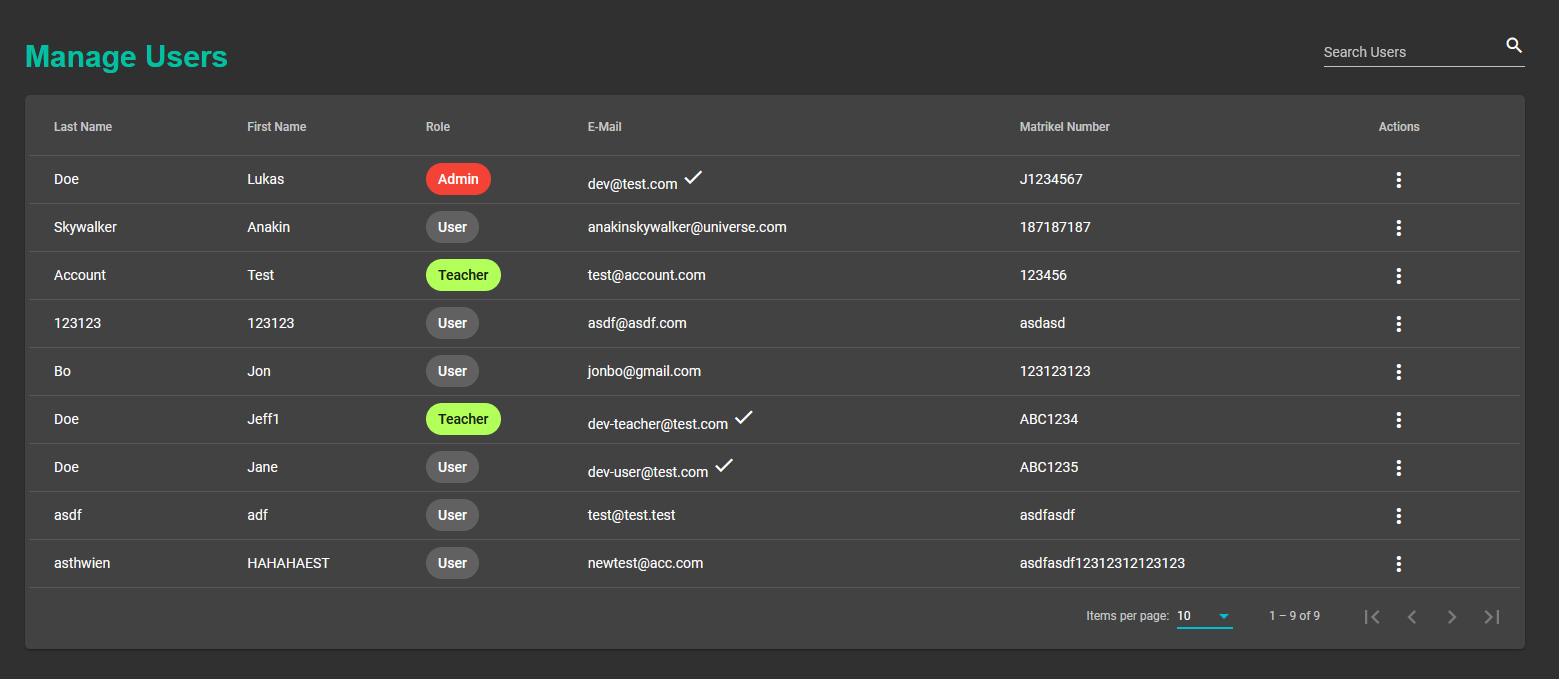 Manage Users
Search Users
Last Name First Name Role E-Mail Matrikel Number Actions
Doe Lukas Admin dev@test.com J1234567
Skywalker Anakin User anakinskywalker@universe.com 187187187
Account Test Teacher test@account.com 123456
123123 123123 User asdf@asdf.com asdasd
Bo Jon User jonbo@gmail.com 123123123
Doe Jeff1 Teacher dev-teacher@test.com ABC1234
Doe Jane User dev-user@test.com ABC1235
asdf adf User test@test.test asdfasdf
asthwien HAHAHAEST User newtest@acc.com asdfasdf12312312123123
Items per page: 10 1 – 9 of 9